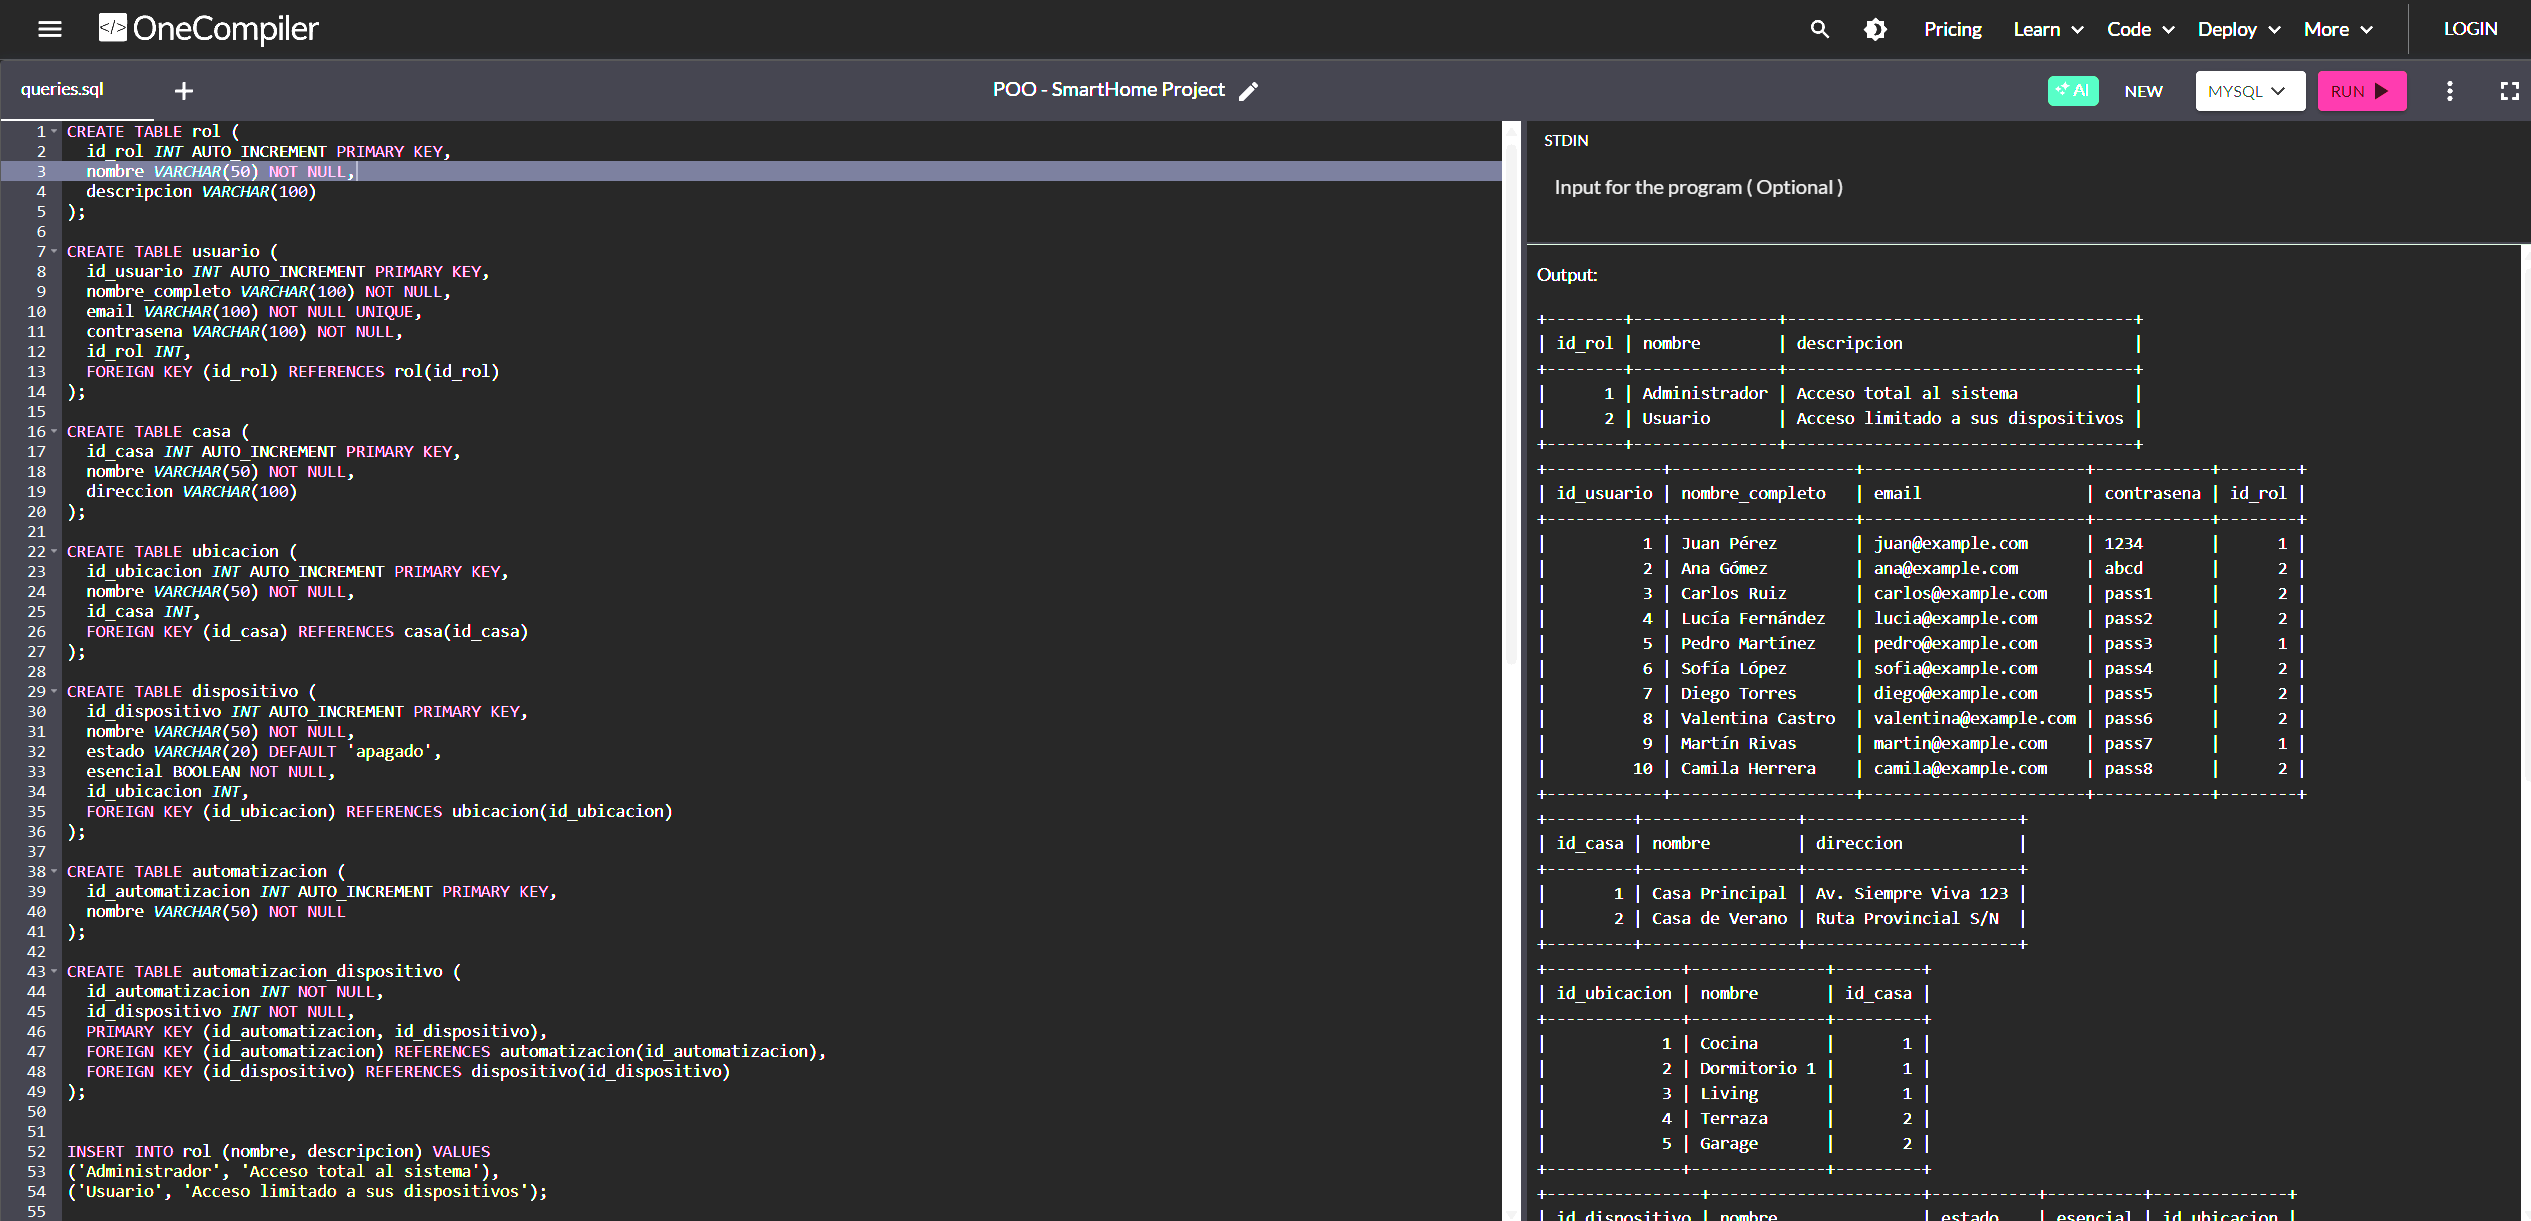 OneCompiler
Pricing Learn Code Deploy More LOGIN
queries.sql + POO - SmartHome Project AI NEW MYSQL RUN
1 CREATE TABLE rol (
2 id_rol INT AUTO_INCREMENT PRIMARY KEY,
3 nombre VARCHAR(50) NOT NULL,
4 descripcion VARCHAR(100)
5 );
6
7 CREATE TABLE usuario (
8 id_usuario INT AUTO_INCREMENT PRIMARY KEY,
9 nombre_completo VARCHAR(100) NOT NULL,
10 email VARCHAR(100) NOT NULL UNIQUE,
11 contrasena VARCHAR(100) NOT NULL,
12 id_rol INT,
13 FOREIGN KEY (id_rol) REFERENCES rol(id_rol)
14 );
15
16 CREATE TABLE casa (
17 id_casa INT AUTO_INCREMENT PRIMARY KEY,
18 nombre VARCHAR(50) NOT NULL,
19 direccion VARCHAR(100)
20 );
21
22 CREATE TABLE ubicacion (
23 id_ubicacion INT AUTO_INCREMENT PRIMARY KEY,
24 nombre VARCHAR(50) NOT NULL,
25 id_casa INT,
26 FOREIGN KEY (id_casa) REFERENCES casa(id_casa)
27 );
28
29 CREATE TABLE dispositivo (
30 id_dispositivo INT AUTO_INCREMENT PRIMARY KEY,
31 nombre VARCHAR(50) NOT NULL,
32 estado VARCHAR(20) DEFAULT 'apagado',
33 esencial BOOLEAN NOT NULL,
34 id_ubicacion INT,
35 FOREIGN KEY (id_ubicacion) REFERENCES ubicacion(id_ubicacion)
36 );
37
38 CREATE TABLE automatizacion (
39 id_automatizacion INT AUTO_INCREMENT PRIMARY KEY,
40 nombre VARCHAR(50) NOT NULL
41 );
42
43 CREATE TABLE automatizacion_dispositivo (
44 id_automatizacion INT NOT NULL,
45 id_dispositivo INT NOT NULL,
46 PRIMARY KEY (id_automatizacion, id_dispositivo),
47 FOREIGN KEY (id_automatizacion) REFERENCES automatizacion(id_automatizacion),
48 FOREIGN KEY (id_dispositivo) REFERENCES dispositivo(id_dispositivo)
49 );
50
51
52 INSERT INTO rol (nombre, descripcion) VALUES
53 ('Administrador', 'Acceso total al sistema'),
54 ('Usuario', 'Acceso limitado a sus dispositivos');
55
STDIN
Input for the program ( Optional )
Output:
+--------+---------------+------------------------------------+
| id_rol | nombre | descripcion |
+--------+---------------+------------------------------------+
| 1 | Administrador | Acceso total al sistema |
| 2 | Usuario | Acceso limitado a sus dispositivos |
+--------+---------------+------------------------------------+
+------------+-------------------+-----------------------+------------+--------+
| id_usuario | nombre_completo | email | contrasena | id_rol |
+------------+-------------------+-----------------------+------------+--------+
| 1 | Juan Pérez | juan@example.com | 1234 | 1 |
| 2 | Ana Gómez | ana@example.com | abcd | 2 |
| 3 | Carlos Ruiz | carlos@example.com | pass1 | 2 |
| 4 | Lucía Fernández | lucia@example.com | pass2 | 2 |
| 5 | Pedro Martínez | pedro@example.com | pass3 | 1 |
| 6 | Sofía López | sofia@example.com | pass4 | 2 |
| 7 | Diego Torres | diego@example.com | pass5 | 2 |
| 8 | Valentina Castro | valentina@example.com | pass6 | 2 |
| 9 | Martín Rivas | martin@example.com | pass7 | 1 |
| 10 | Camila Herrera | camila@example.com | pass8 | 2 |
+------------+-------------------+-----------------------+------------+--------+
+---------+----------------+----------------------+
| id_casa | nombre | direccion |
+---------+----------------+----------------------+
| 1 | Casa Principal | Av. Siempre Viva 123 |
| 2 | Casa de Verano | Ruta Provincial S/N |
+---------+----------------+----------------------+
+--------------+--------------+---------+
| id_ubicacion | nombre | id_casa |
+--------------+--------------+---------+
| 1 | Cocina | 1 |
| 2 | Dormitorio 1 | 1 |
| 3 | Living | 1 |
| 4 | Terraza | 2 |
| 5 | Garage | 2 |
+--------------+--------------+---------+
+----------------+----------------------+-----------+----------+--------------+
| id_dispositivo | nombre | estado | esencial | id_ubicacion |